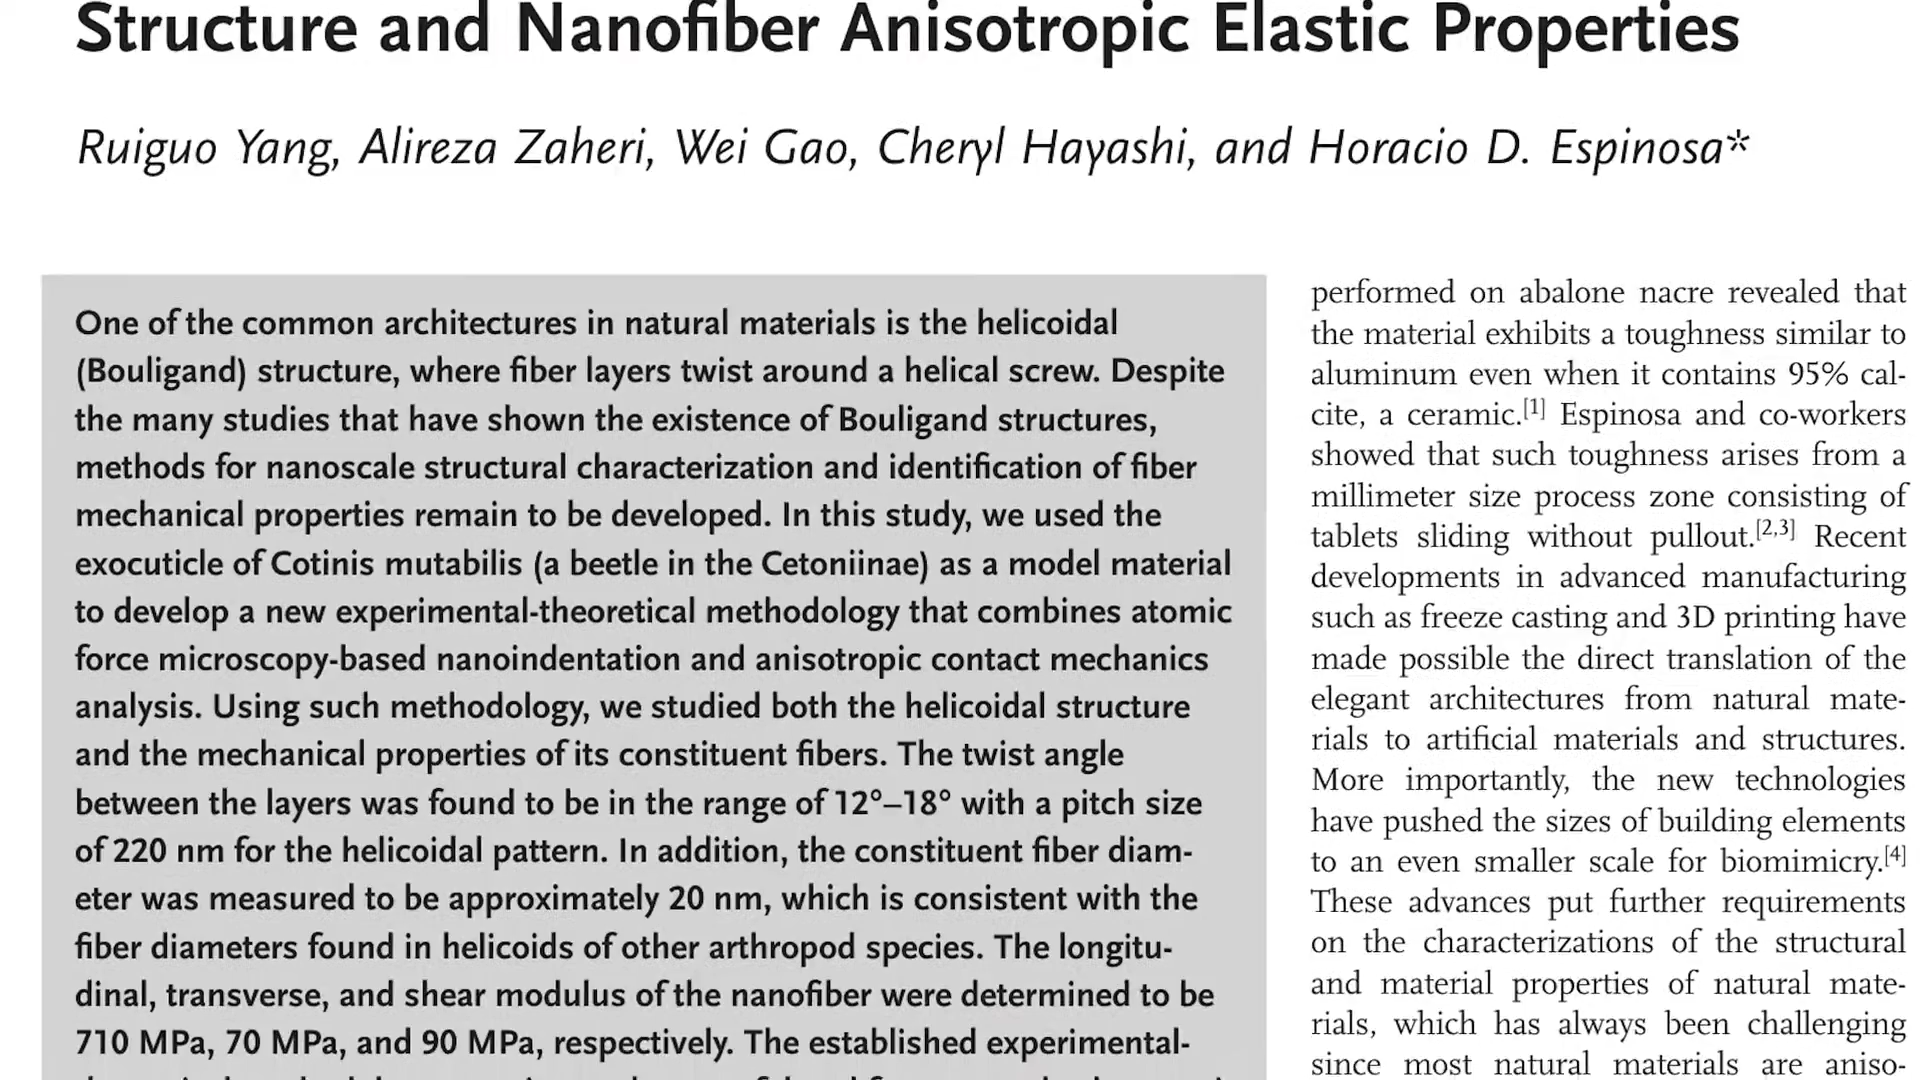 Structure and Nanofiber Anisotropic Elastic Properties
Ruiguo Yang, Alireza Zaheri, Wei Gao, Cheryl Hayashi, and Horacio D. Espinosa*
One of the common architectures in natural materials is the helicoidal
(Bouligand) structure, where fiber layers twist around a helical screw. Despite
the many studies that have shown the existence of Bouligand structures,
methods for nanoscale structural characterization and identification of fiber
mechanical properties remain to be developed. In this study, we used the
exocuticle of Cotinis mutabilis (a beetle in the Cetoniinae) as a model material
to develop a new experimental-theoretical methodology that combines atomic
force microscopy-based nanoindentation and anisotropic contact mechanics
analysis. Using such methodology, we studied both the helicoidal structure
and the mechanical properties of its constituent fibers. The twist angle
between the layers was found to be in the range of 12°–18° with a pitch size
of 220 nm for the helicoidal pattern. In addition, the constituent fiber diam-
eter was measured to be approximately 20 nm, which is consistent with the
fiber diameters found in helicoids of other arthropod species. The longitu-
dinal, transverse, and shear modulus of the nanofiber were determined to be
710 MPa, 70 MPa, and 90 MPa, respectively. The established experimental-
performed on abalone nacre revealed that
the material exhibits a toughness similar to
aluminum even when it contains 95% cal-
cite, a ceramic.[1] Espinosa and co-workers
showed that such toughness arises from a
millimeter size process zone consisting of
tablets sliding without pullout.[2,3] Recent
developments in advanced manufacturing
such as freeze casting and 3D printing have
made possible the direct translation of the
elegant architectures from natural mate-
rials to artificial materials and structures.
More importantly, the new technologies
have pushed the sizes of building elements
to an even smaller scale for biomimicry.[4]
These advances put further requirements
on the characterizations of the structural
and material properties of natural mate-
rials, which has always been challenging
since most natural materials are aniso-